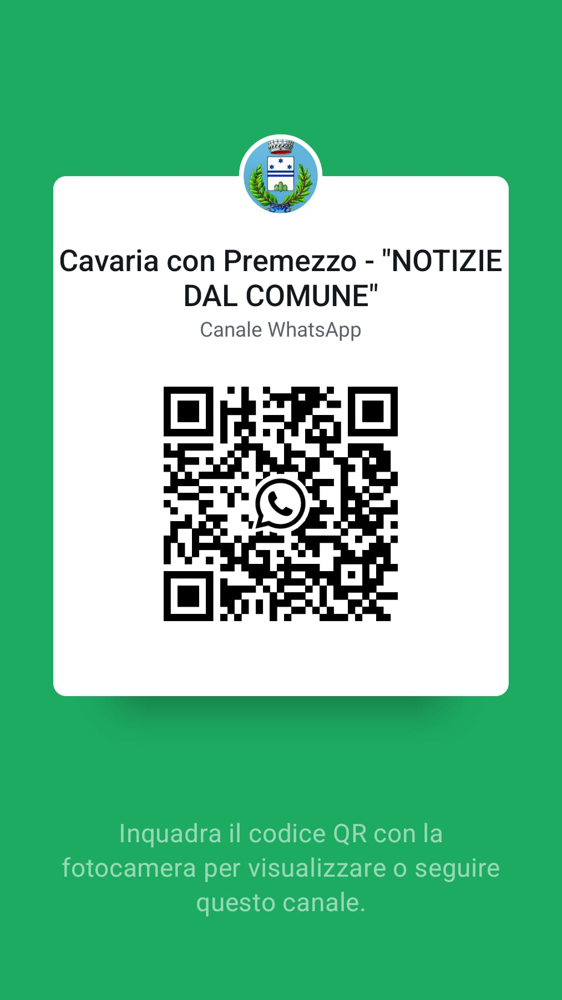 Cavaria con Premezzo - "NOTIZIE
DAL COMUNE"
Canale WhatsApp
Inquadra il codice QR con la
fotocamera per visualizzare o seguire
questo canale.